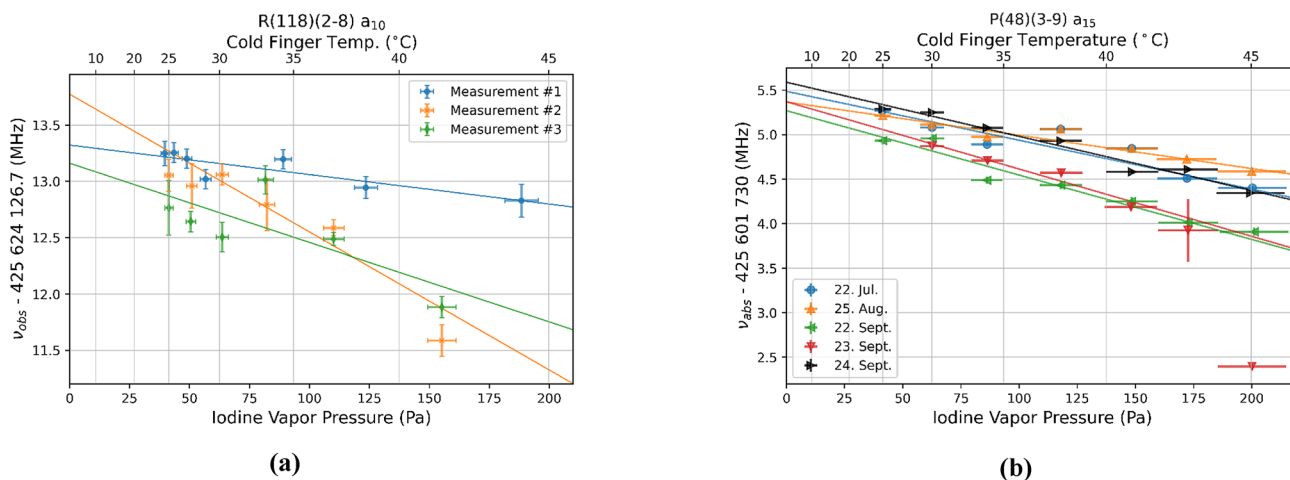 R(118)(2-8) a10
Cold Finger Temp. (°C)
10 20 25 30 35 40 45
Measurement #1
Measurement #2
Measurement #3
νobs - 425 624 126.7 (MHz)
13.5
13.0
12.5
12.0
11.5
0 25 50 75 100 125 150 175 200
Iodine Vapor Pressure (Pa)
(a)
P(48)(3-9) a15
Cold Finger Temperature (°C)
10 20 25 30 35 40 45
νabs - 425 601 730 (MHz)
5.5
5.0
4.5
4.0
3.5
3.0
2.5
22. Jul.
25. Aug.
22. Sept.
23. Sept.
24. Sept.
0 25 50 75 100 125 150 175 200
Iodine Vapor Pressure (Pa)
(b)